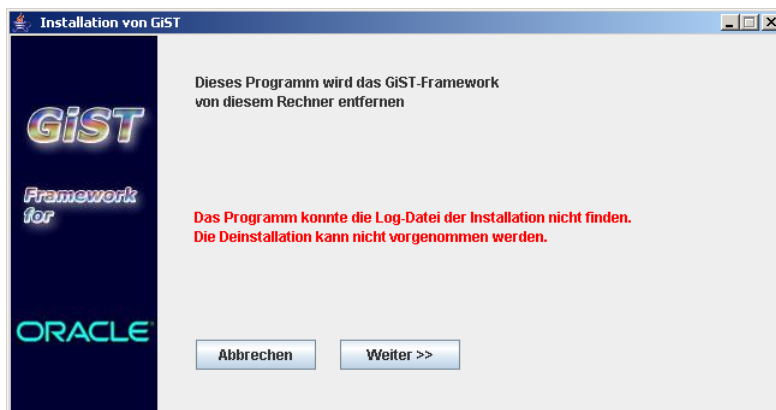 Installation von GiST
Dieses Programm wird das GiST-Framework
von diesem Rechner entfernen
GiST
Framework
for
Das Programm konnte die Log-Datei der Installation nicht finden.
Die Deinstallation kann nicht vorgenommen werden.
ORACLE
Abbrechen
Weiter >>